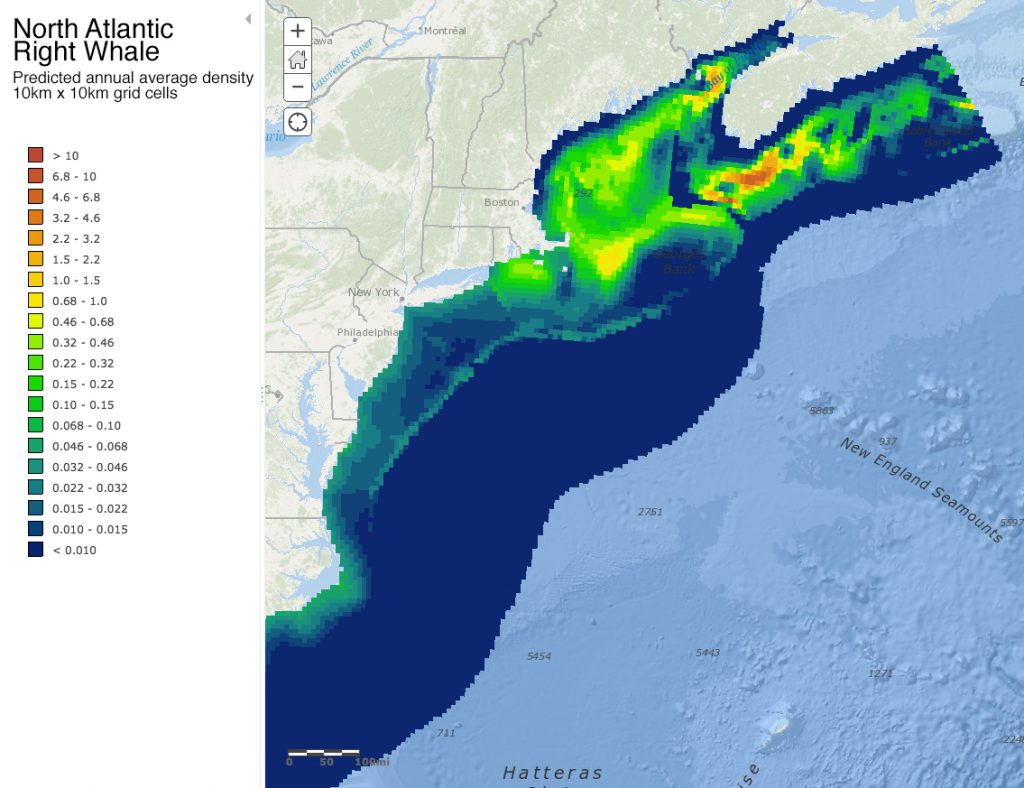 North Atlantic
Right Whale
Predicted annual average density
10km x 10km grid cells
> 10
6.8 - 10
4.6 - 6.8
3.2 - 4.6
2.2 - 3.2
1.5 - 2.2
1.0 - 1.5
0.68 - 1.0
0.46 - 0.68
0.32 - 0.46
0.22 - 0.32
0.15 - 0.22
0.10 - 0.15
0.068 - 0.10
0.046 - 0.068
0.032 - 0.046
0.022 - 0.032
0.015 - 0.022
0.010 - 0.015
< 0.010
+
−
Montréal
Lawrence River
292
Boston
Georges
Bank
Bank
New York
Philadelphia
5863
937
New England Seamounts
2751
5597
5454
5443
1271
711
0 50 100mi
Hatteras